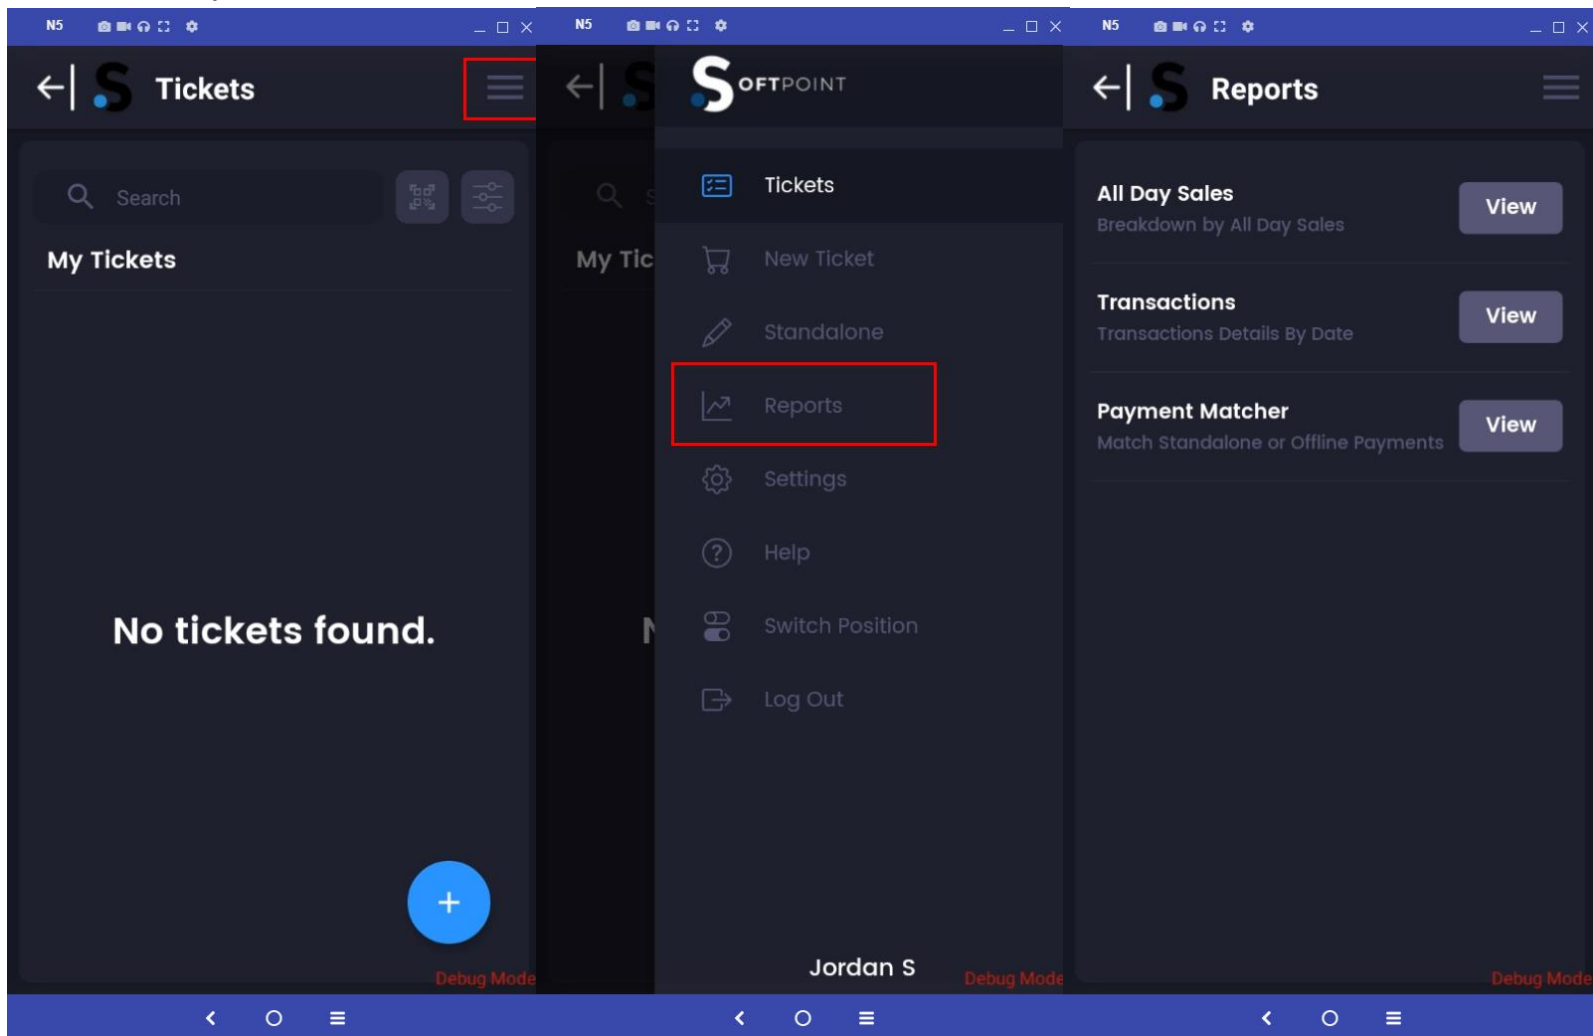 N5
Tickets
Search
My Tickets
No tickets found.
+
Debug Mode
N5
SOFTPOINT
My Tic
Tickets
New Ticket
Standalone
Reports
Settings
Help
Switch Position
Log Out
Jordan S
Debug Mode
N5
Reports
All Day Sales
Breakdown by All Day Sales
View
Transactions
Transactions Details By Date
View
Payment Matcher
Match Standalone or Offline Payments
View
Debug Mode